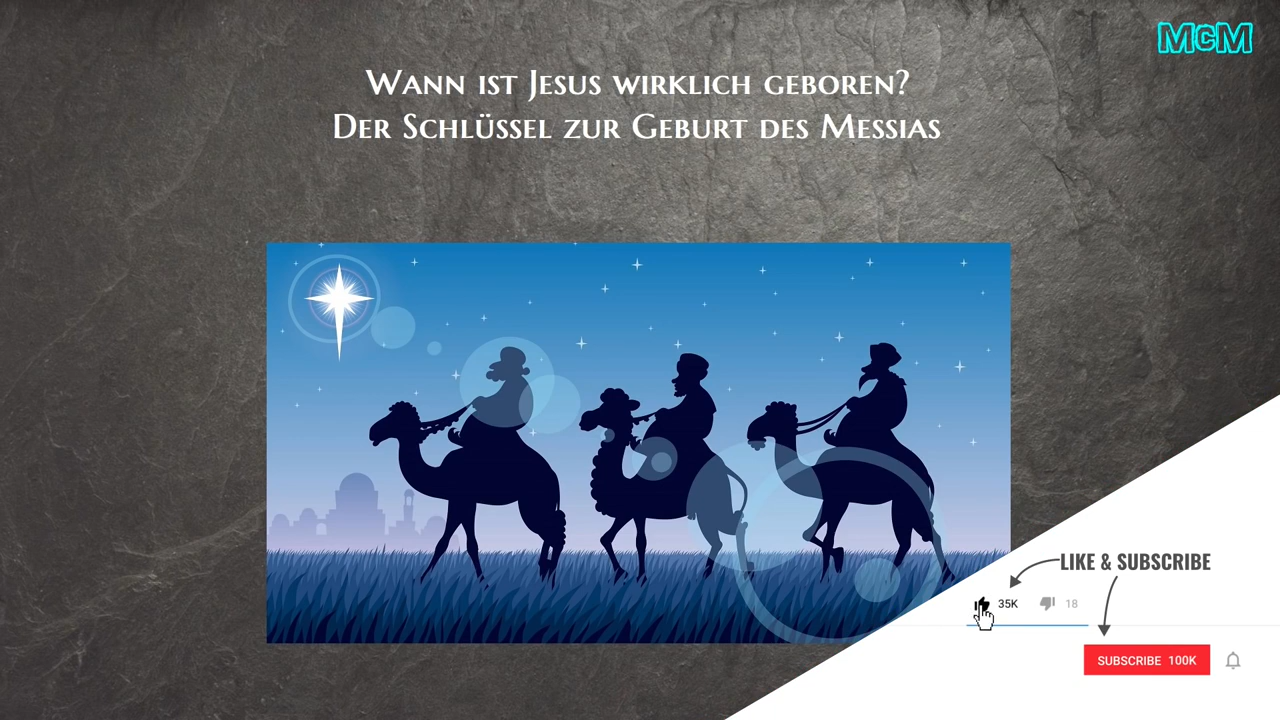 McM
Wann ist Jesus wirklich geboren?
Der Schlüssel zur Geburt des Messias
LIKE & SUBSCRIBE
35K 18
SUBSCRIBE 100K